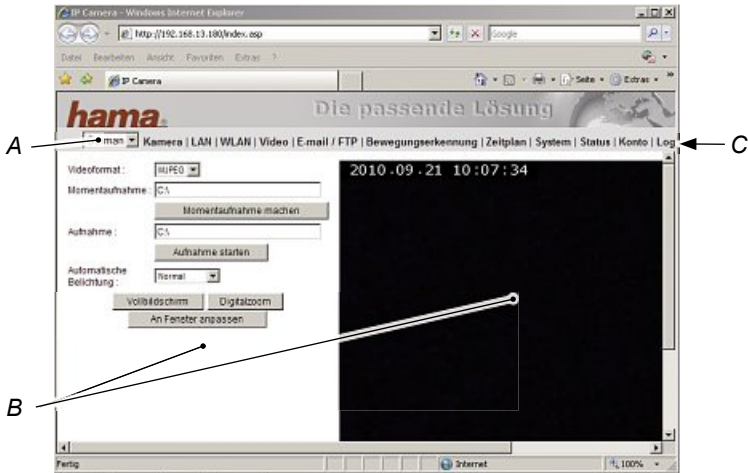 IP Camera - Windows Internet Explorer
http://192.168.13.180/index.asp
Google
Datei Bearbeiten Ansicht Favoriten Extras ?
IP Camera
Seite Extras
hama.
Die passende Lösung
A
man Kamera | LAN | WLAN | Video | E-mail / FTP | Bewegungserkennung | Zeitplan | System | Status | Konto | Log
C
Videoformat :
MJPEG
2010-09-21 10:07:34
Momentaufnahme :
C:\
Momentaufnahme machen
Aufnahme :
C:\
Aufnahme starten
Automatische
Belichtung :
Normal
Vollbildschirm
Digitalzoom
An Fenster anpassen
B
Fertig
Internet
100%